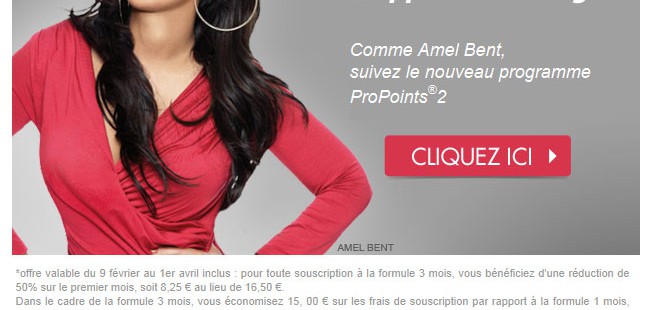 Comme Amel Bent,
suivez le nouveau programme
ProPoints®2
CLIQUEZ ICI
AMEL BENT
*offre valable du 9 février au 1er avril inclus : pour toute souscription à la formule 3 mois, vous bénéficiez d'une réduction de
50% sur le premier mois, soit 8,25 € au lieu de 16,50 €.
Dans le cadre de la formule 3 mois, vous économisez 15, 00 € sur les frais de souscription par rapport à la formule 1 mois,